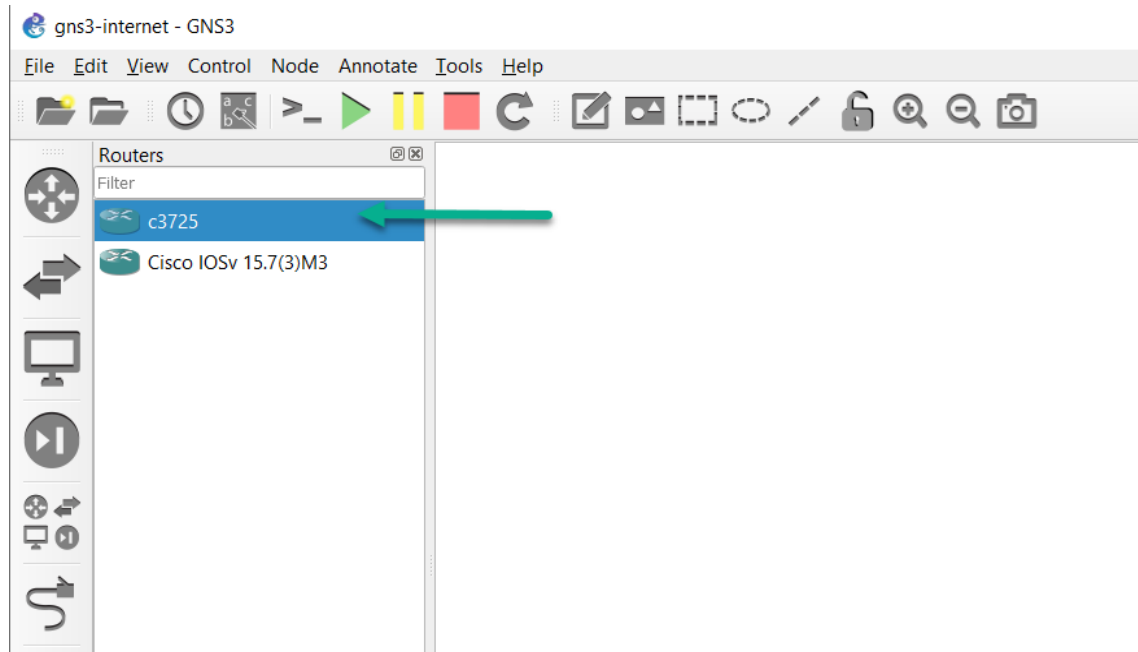 gns3-internet - GNS3
File Edit View Control Node Annotate Tools Help
a c
b
Routers
Filter
c3725
Cisco IOSv 15.7(3)M3